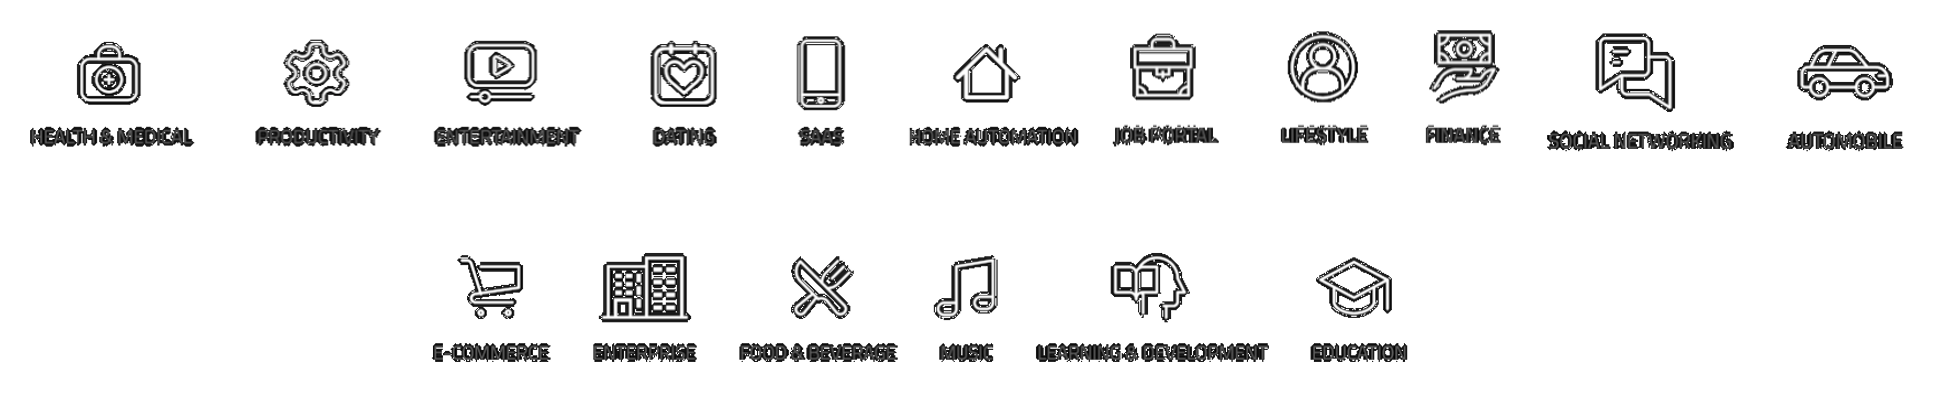 HEALTH & MEDICAL
PRODUCTIVITY
ENTERTAINMENT
DATING
SAAS
HOME AUTOMATION
JOB PORTAL
LIFESTYLE
FINANCE
SOCIAL NETWORKING
AUTOMOBILE
E-COMMERCE
ENTERPRISE
FOOD & BEVERAGE
MUSIC
LEARNING & DEVELOPMENT
EDUCATION